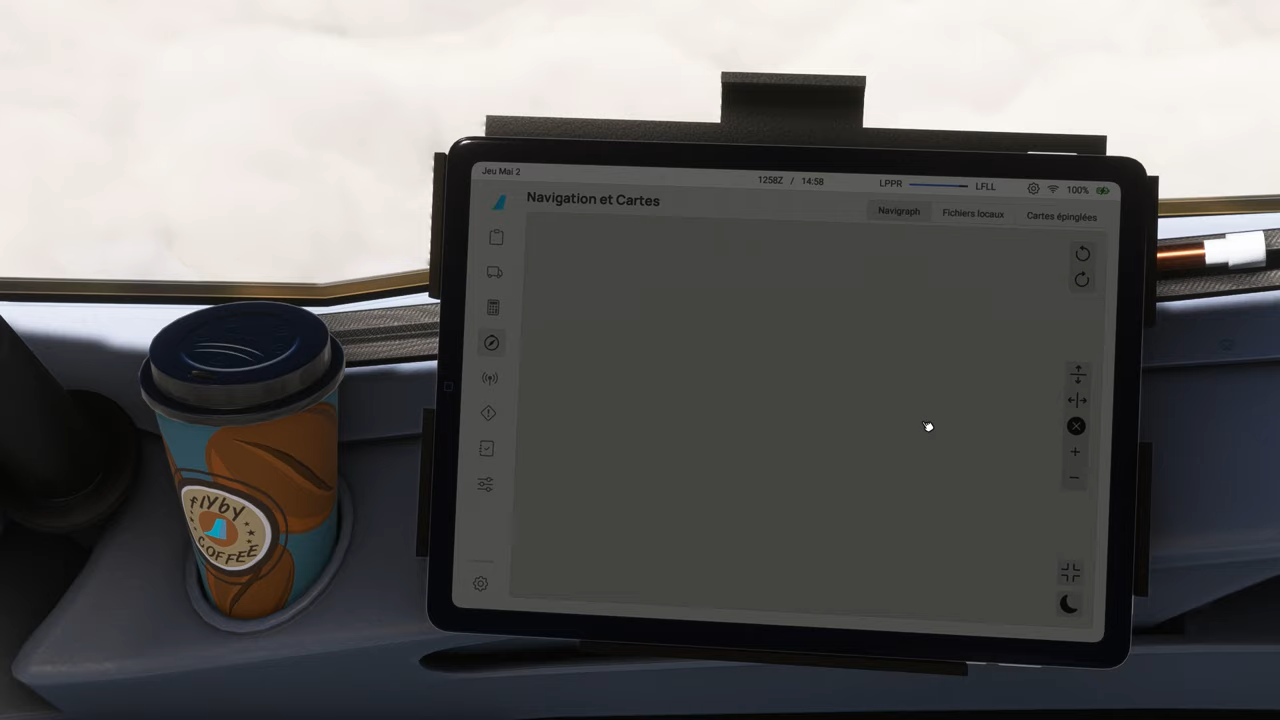 Jeu Mai 2
1258Z / 14:58
LPPR
LFLL
100%
Navigation et Cartes
Navigraph
Fichiers locaux
Cartes épinglées
flyby
COFFEE